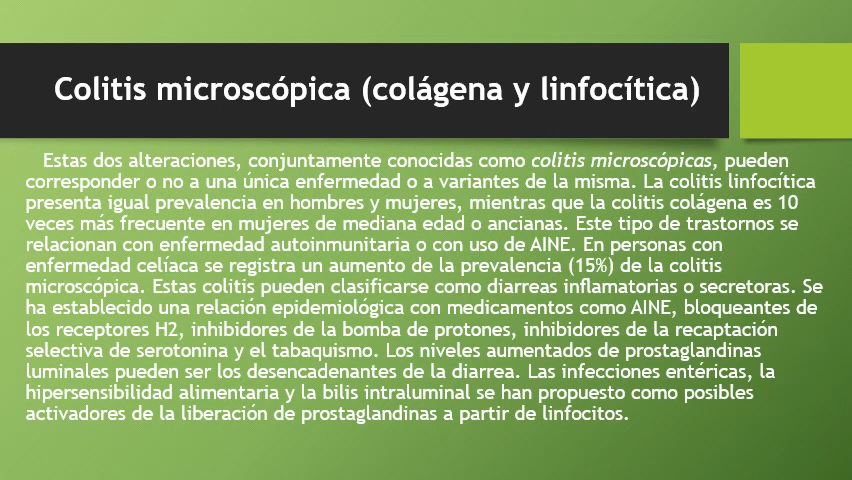 Colitis microscópica (colágena y linfocítica)
Estas dos alteraciones, conjuntamente conocidas como colitis microscópicas, pueden
corresponder o no a una única enfermedad o a variantes de la misma. La colitis linfocítica
presenta igual prevalencia en hombres y mujeres, mientras que la colitis colágena es 10
veces más frecuente en mujeres de mediana edad o ancianas. Este tipo de trastornos se
relacionan con enfermedad autoinmunitaria o con uso de AINE. En personas con
enfermedad celíaca se registra un aumento de la prevalencia (15%) de la colitis
microscópica. Estas colitis pueden clasificarse como diarreas inflamatorias o secretoras. Se
ha establecido una relación epidemiológica con medicamentos como AINE, bloqueantes de
los receptores H2, inhibidores de la bomba de protones, inhibidores de la recaptación
selectiva de serotonina y el tabaquismo. Los niveles aumentados de prostaglandinas
luminales pueden ser los desencadenantes de la diarrea. Las infecciones entéricas, la
hipersensibilidad alimentaria y la bilis intraluminal se han propuesto como posibles
activadores de la liberación de prostaglandinas a partir de linfocitos.